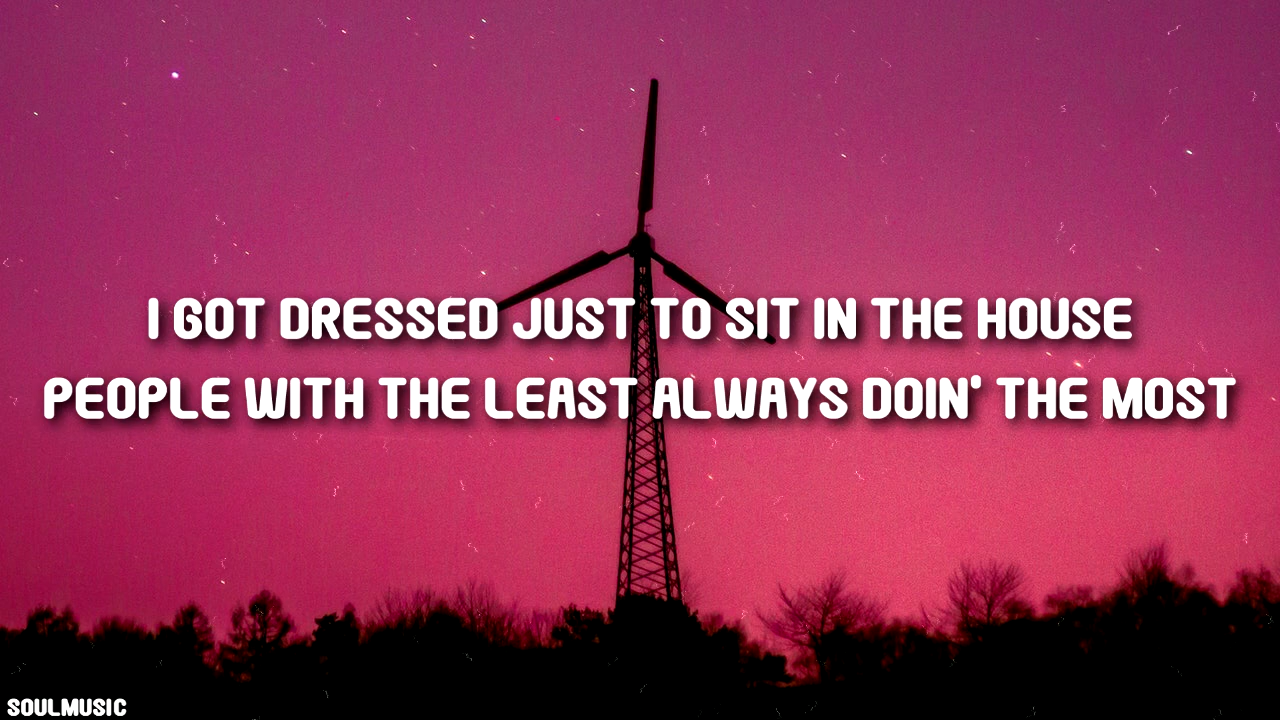 I GOT DRESSED JUST TO SIT IN THE HOUSE
PEOPLE WITH THE LEAST ALWAYS DOIN' THE MOST
SOULMUSIC